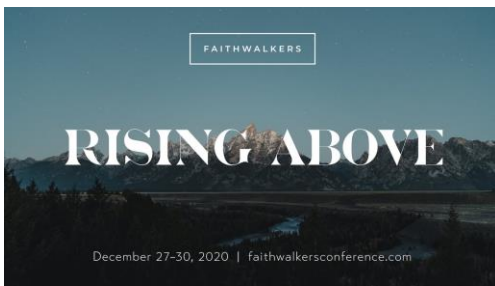 FAITHWALKERS
RISING ABOVE
December 27-30, 2020 | faithwalkersconference.com